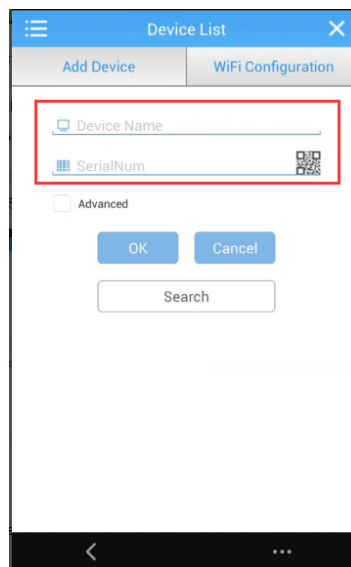 Device List
Add Device
WiFi Configuration
Device Name
SerialNum
Advanced
OK
Cancel
Search